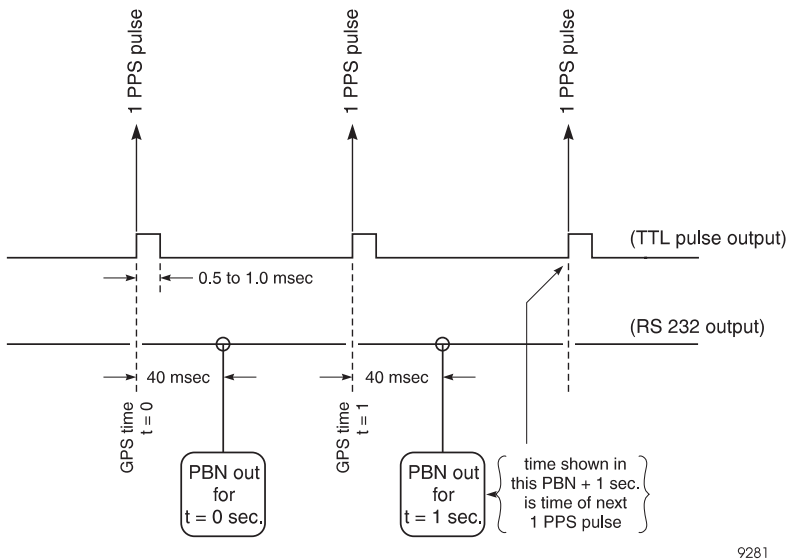 1 PPS pulse
1 PPS pulse
1 PPS pulse
(TTL pulse output)
0.5 to 1.0 msec
(RS 232 output)
40 msec
40 msec
GPS time
t = 0
GPS time
t = 1
PBN out
for
t = 0 sec.
PBN out
for
t = 1 sec.
time shown in
this PBN + 1 sec.
is time of next
1 PPS pulse
9281